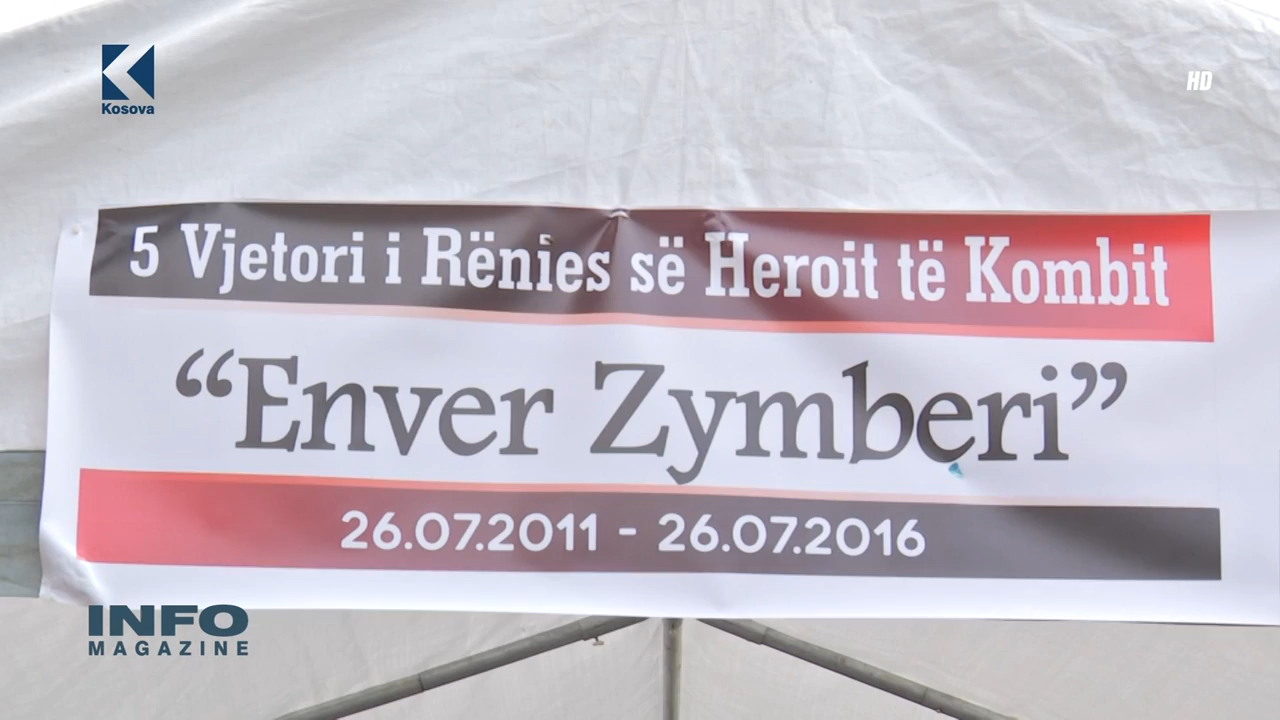 Kosova
HD
5 Vjetori i Rënies së Heroit të Kombit
“Enver Zymberi”
26.07.2011 - 26.07.2016
INFO
MAGAZINE